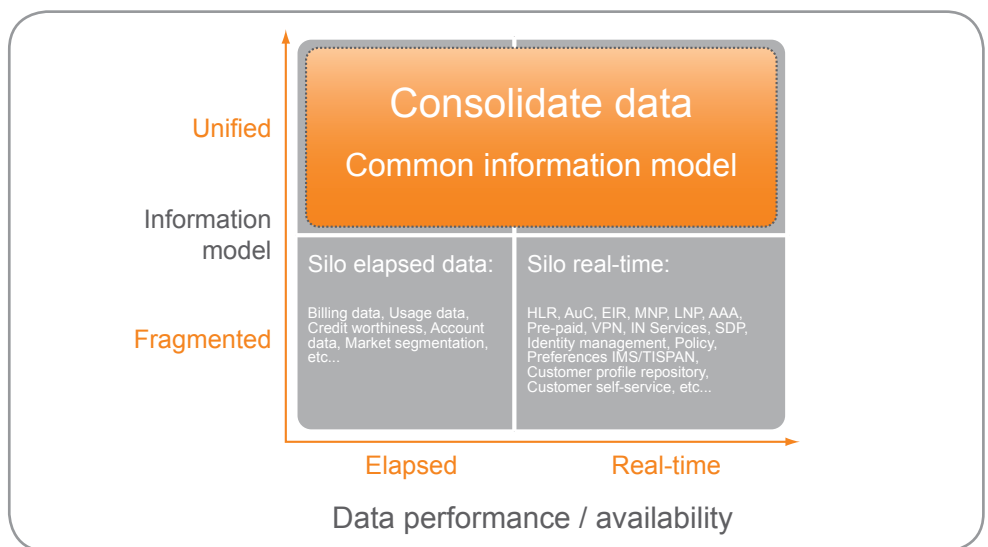 Consolidate data
Common information model
Unified
Information
model
Fragmented
Silo elapsed data:
Billing data, Usage data,
Credit worthiness, Account
data, Market segmentation,
etc...
Silo real-time:
HLR, AuC, EIR, MNP, LNP, AAA,
Pre-paid, VPN, IN Services, SDP,
Identity management, Policy,
Preferences IMS/TISPAN,
Customer profile repository,
Customer self-service, etc...
Elapsed
Real-time
Data performance / availability